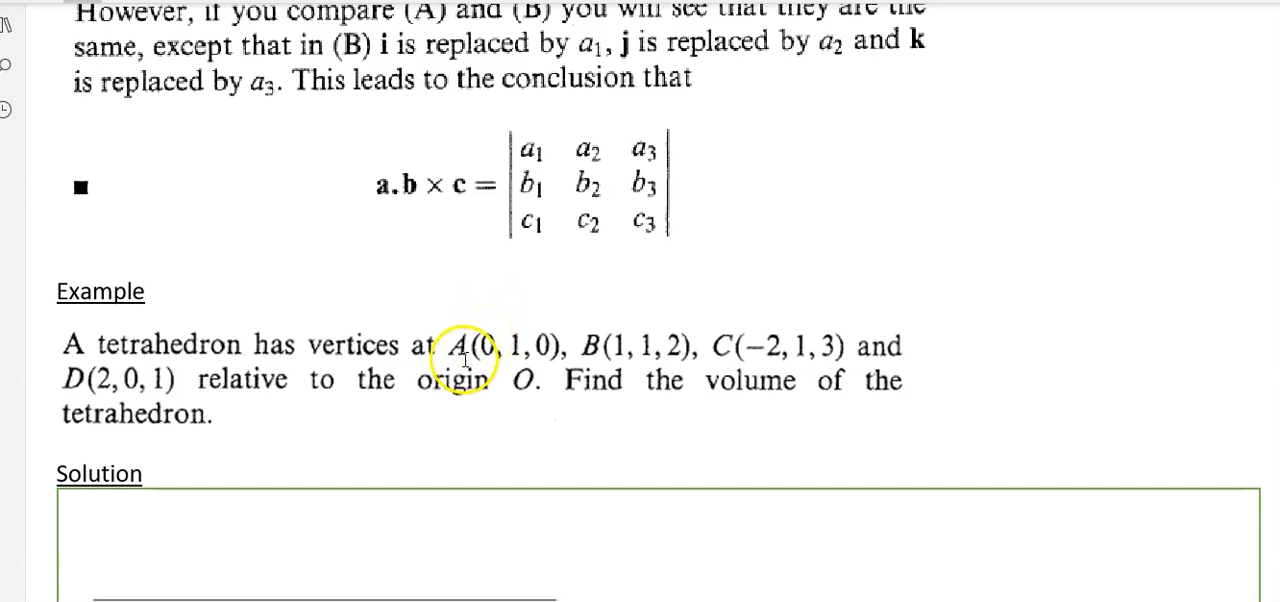 However, if you compare (A) and (B) you will see that they are the
same, except that in (B) i is replaced by a₁, j is replaced by a₂ and k
is replaced by a₃. This leads to the conclusion that
■ a.b × c = | a₁ a₂ a₃ |
| b₁ b₂ b₃ |
| c₁ c₂ c₃ |
Example
A tetrahedron has vertices at A(0, 1, 0), B(1, 1, 2), C(−2, 1, 3) and
D(2, 0, 1) relative to the origin O. Find the volume of the
tetrahedron.
Solution